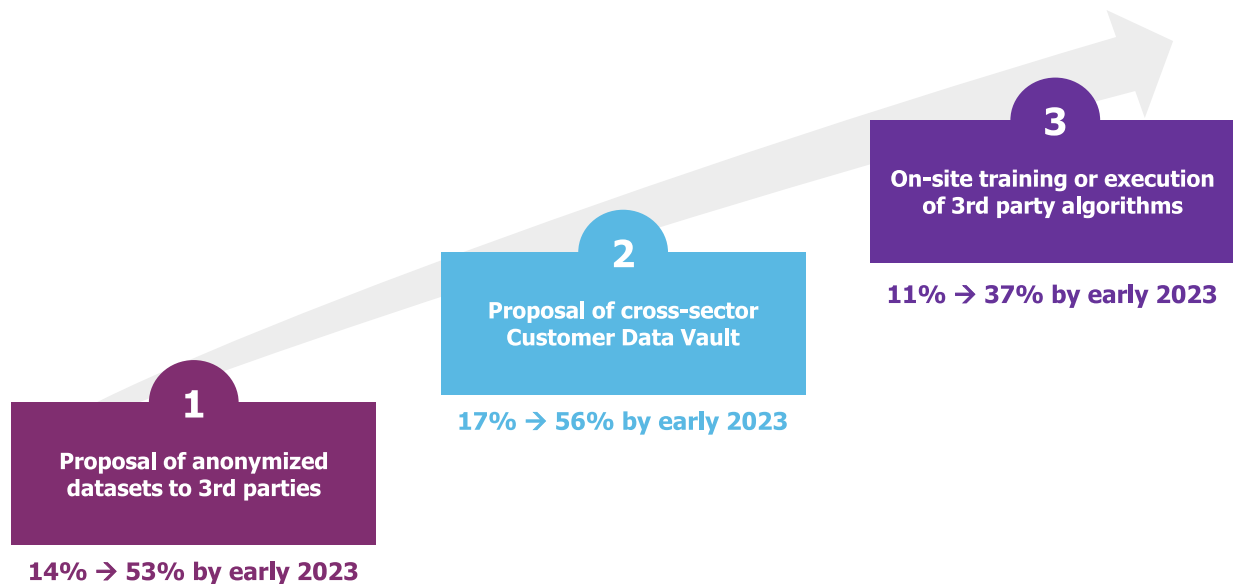 1
Proposal of anonymized
datasets to 3rd parties
14% → 53% by early 2023
2
Proposal of cross-sector
Customer Data Vault
17% → 56% by early 2023
3
On-site training or execution
of 3rd party algorithms
11% → 37% by early 2023